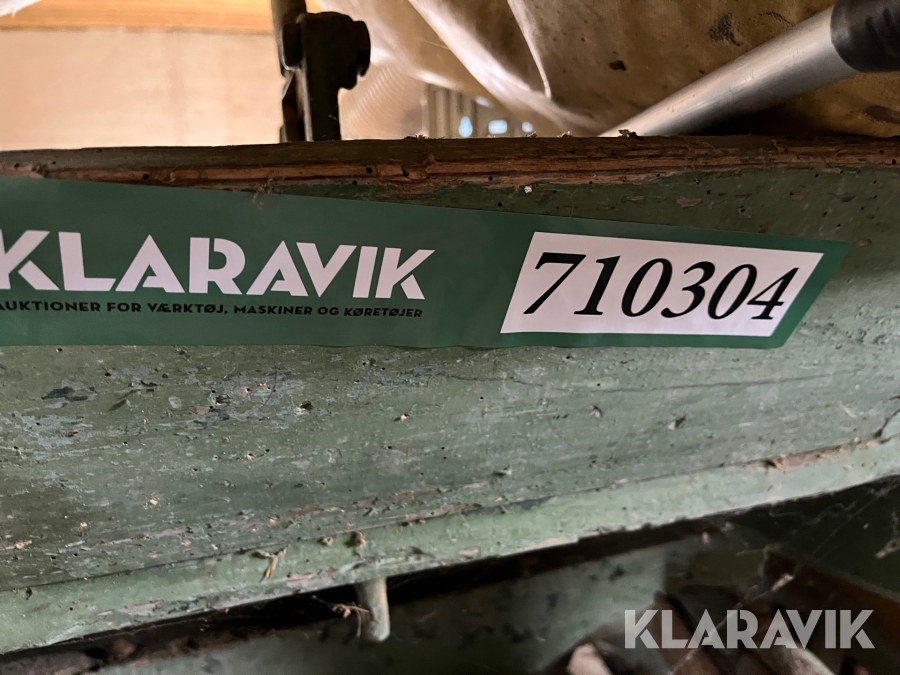 KLARAVIK
AUKTIONER FOR VÆRKTØJ, MASKINER OG KØRETØJER
710304
KLARAVIK